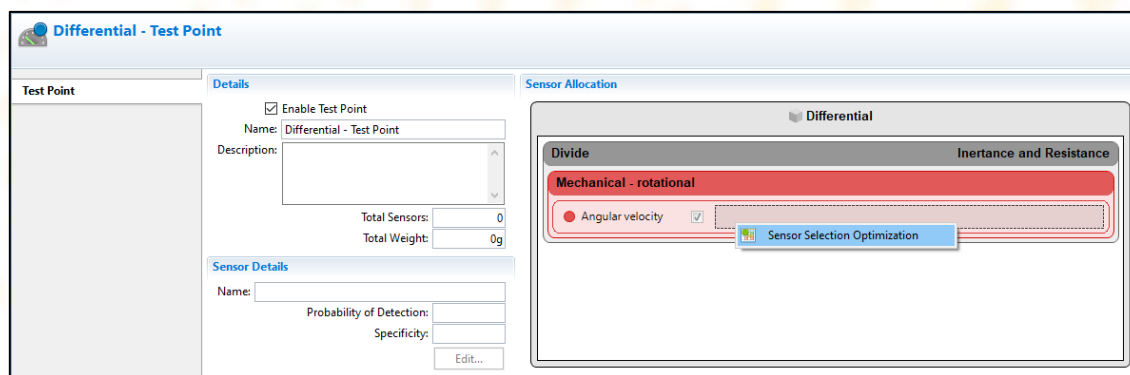 Differential - Test Point
Test Point
Details
Enable Test Point
Name: Differential - Test Point
Description:
Total Sensors: 0
Total Weight: 0g
Sensor Details
Name:
Probability of Detection:
Specificity:
Edit...
Sensor Allocation
Differential
Divide Inertance and Resistance
Mechanical - rotational
Angular velocity
Sensor Selection Optimization